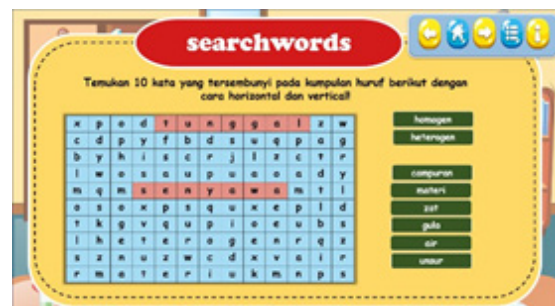 searchwords
Temukan 10 kata yang tersembunyi pada kumpulan huruf berikut dengan
cara horizontal dan vertical!
x p o d t u n g g a l z w
c d p y f b d s u q p a g
b y h i s c r j l z c t r
l w o s a u p u a o a d y
m q m s e n y a w a m t l
o s o x p s q u x e p l d
t k g v q u p i o e u b s
l h e t e r o g e n r q z
s z n u z w c d x v a i r
r m a t e r i u k m n p s
homogen
heterogen
campuran
materi
zat
gula
air
unsur